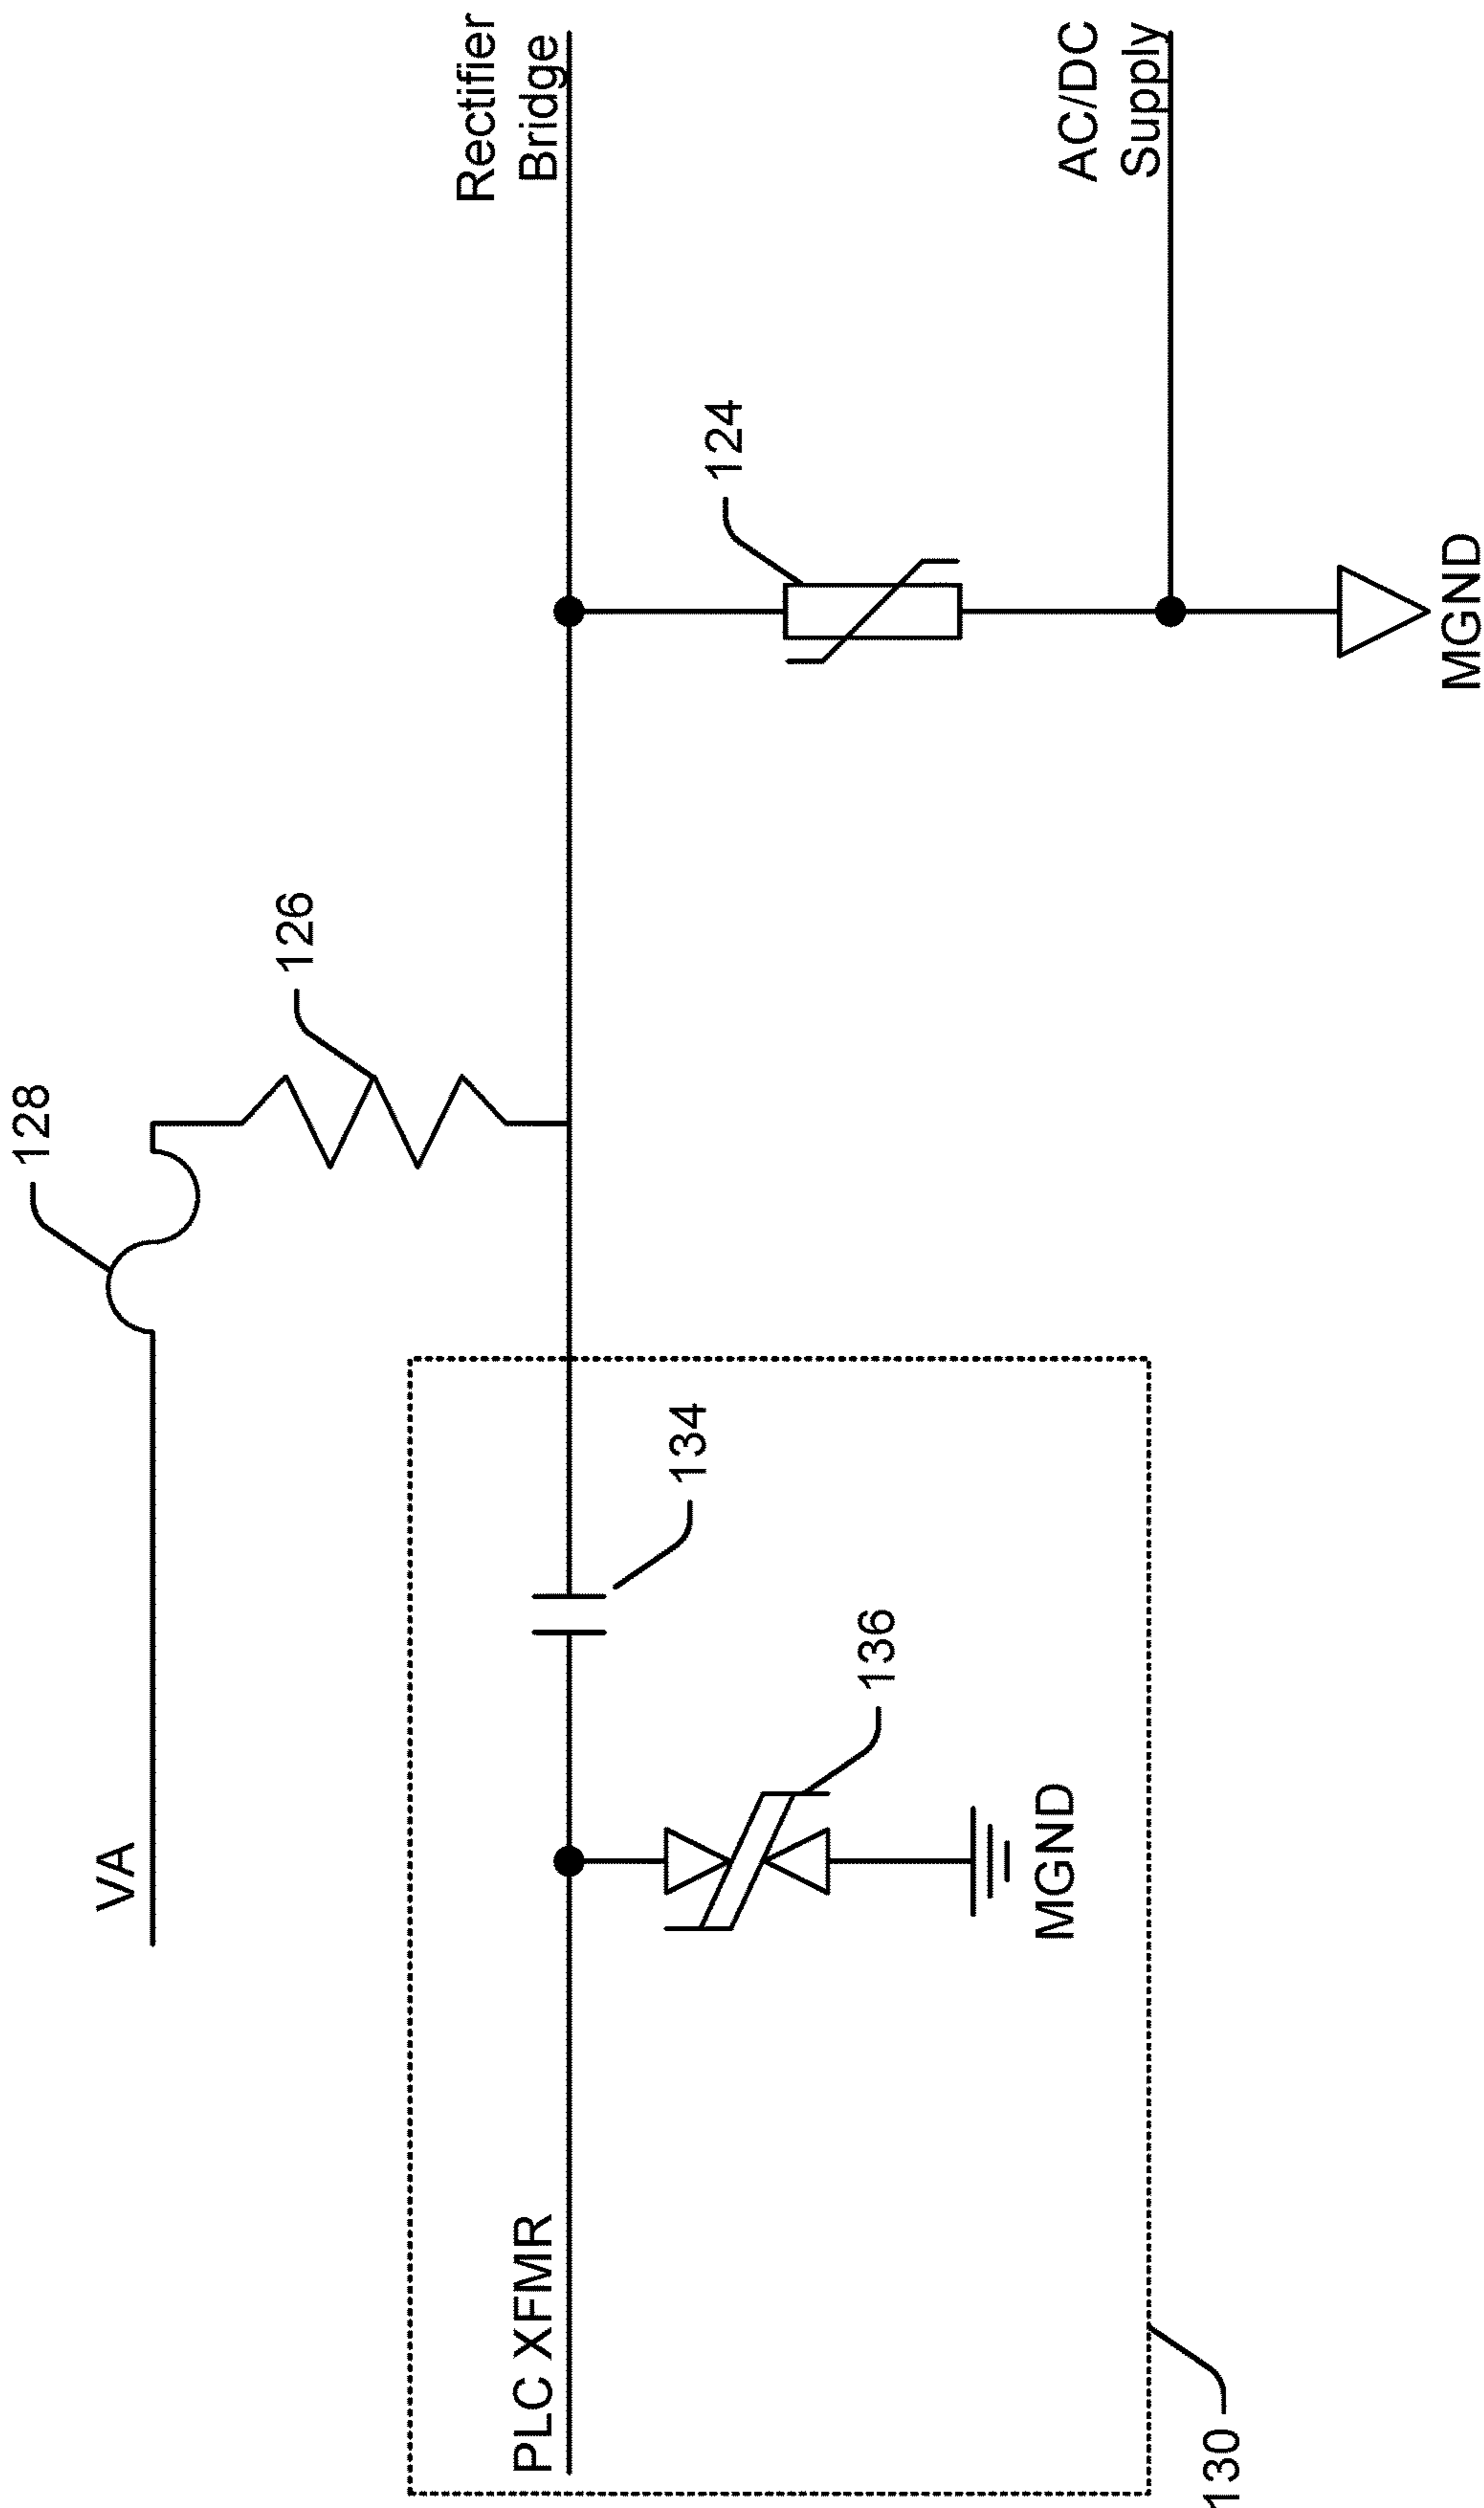 128
VA
126
Rectifier
Bridge
PLC XFMR
134
124
136
MGND
AC/DC
Supply
130
MGND